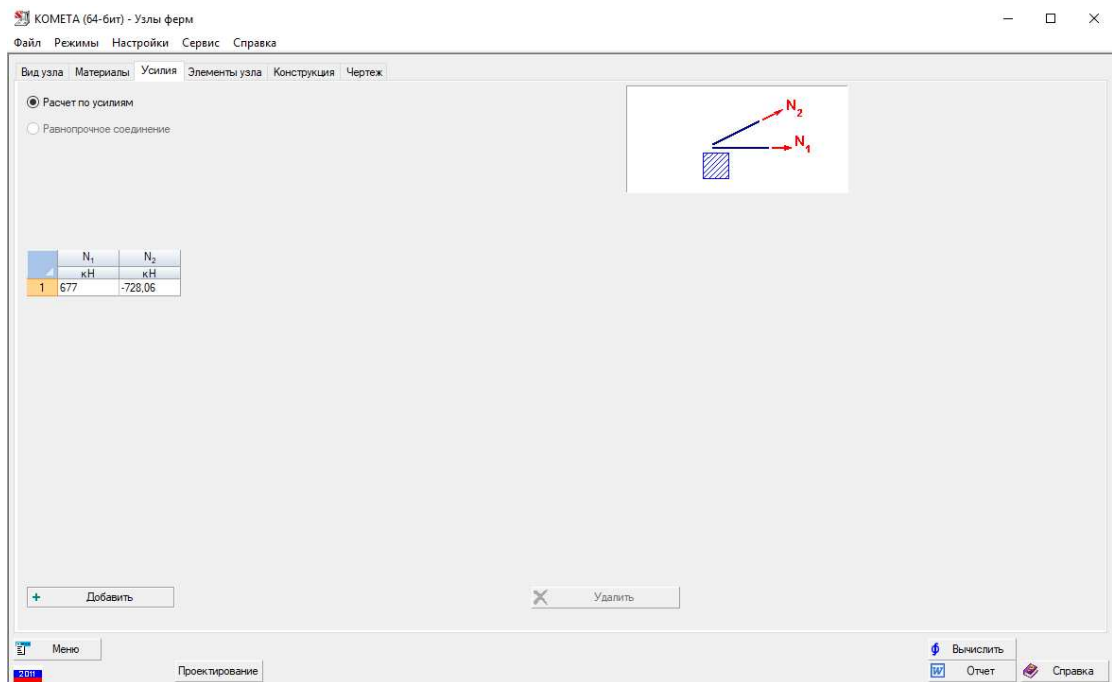 КОМЕТА (64-бит) - Узлы ферм
Файл Режимы Настройки Сервис Справка
Вид узла Материалы Усилия Элементы узла Конструкция Чертеж
Расчет по усилиям
Равнопрочное соединение
N2
N1
N1 N2
кН кН
1 677 -728,06
Добавить Удалить
Меню Вычислить
2011 Проектирование Отчет Справка